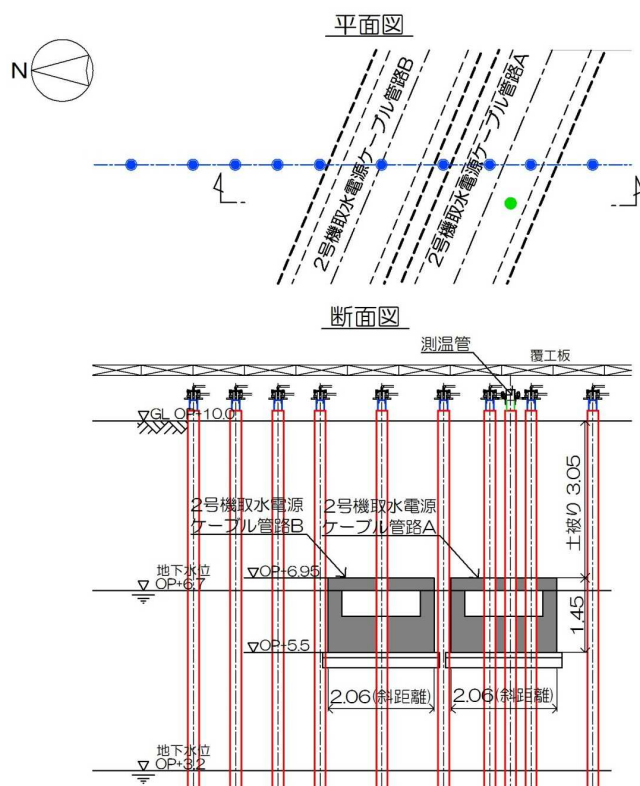 平面図
N
2号機取水電源ケーブル管路B
2号機取水電源ケーブル管路A
断面図
測温管
覆工板
▽GL OP+10.0
土被り 3.05
2号機取水電源
ケーブル管路B
2号機取水電源
ケーブル管路A
地下水位
▽OP+6.95
OP+6.7
1.45
▽OP+5.5
2.06(斜距離)
2.06(斜距離)
地下水位
OP+3.2